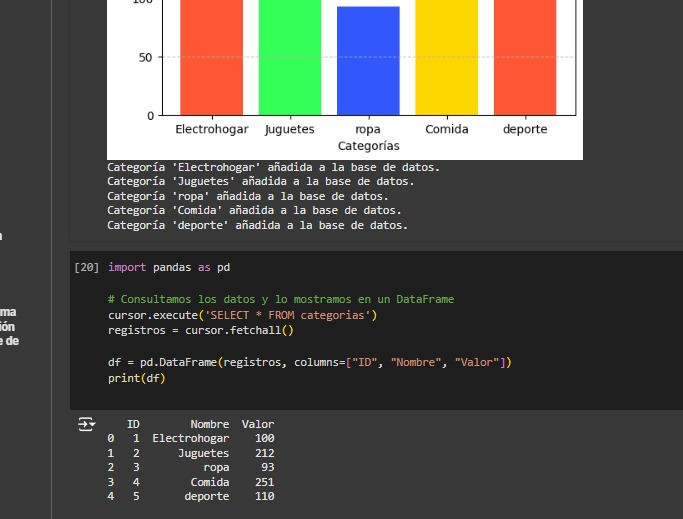 50
0
Electrohogar Juguetes ropa Comida deporte
Categorías
Categoría 'Electrohogar' añadida a la base de datos.
Categoría 'Juguetes' añadida a la base de datos.
Categoría 'ropa' añadida a la base de datos.
Categoría 'Comida' añadida a la base de datos.
Categoría 'deporte' añadida a la base de datos.
[20] import pandas as pd
# Consultamos los datos y lo mostramos en un DataFrame
cursor.execute('SELECT * FROM categorias')
registros = cursor.fetchall()
df = pd.DataFrame(registros, columns=["ID", "Nombre", "Valor"])
print(df)
ID Nombre Valor
0 1 Electrohogar 100
1 2 Juguetes 212
2 3 ropa 93
3 4 Comida 251
4 5 deporte 110